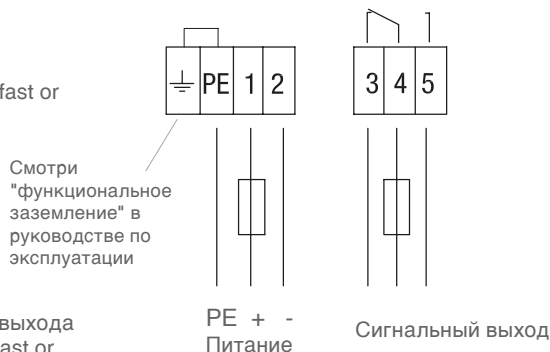 fast or
PE 1 2
3 4 5
Смотри
"функциональное
заземление" в
руководстве по
эксплуатации
выхода
ast or
PE + -
Питание
Сигнальный выход